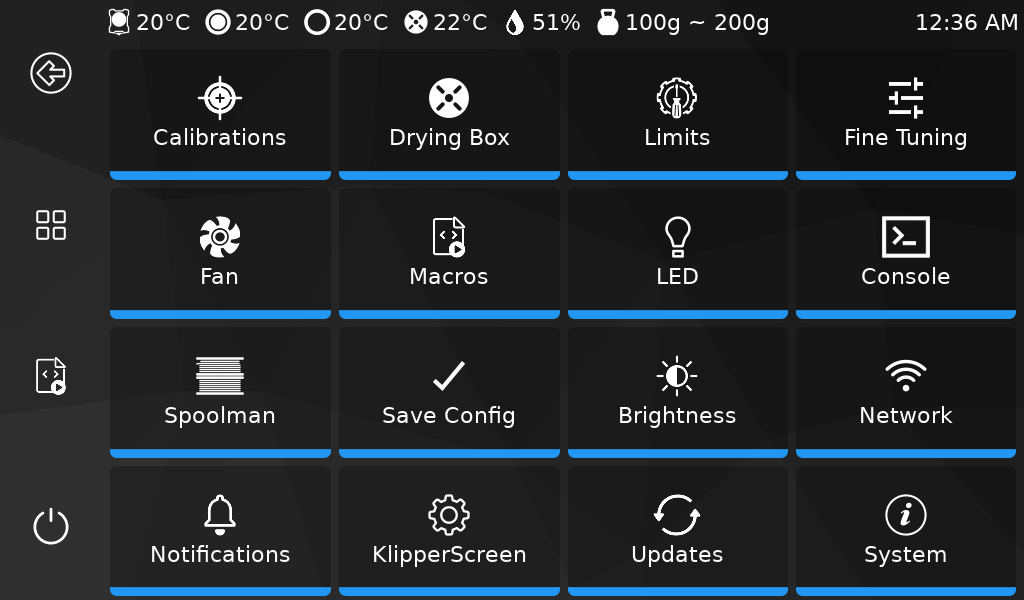 20°C 20°C 20°C 22°C 51% 100g ~ 200g 12:36 AM
Calibrations Drying Box Limits Fine Tuning
Fan Macros LED Console
Spoolman Save Config Brightness Network
Notifications KlipperScreen Updates System